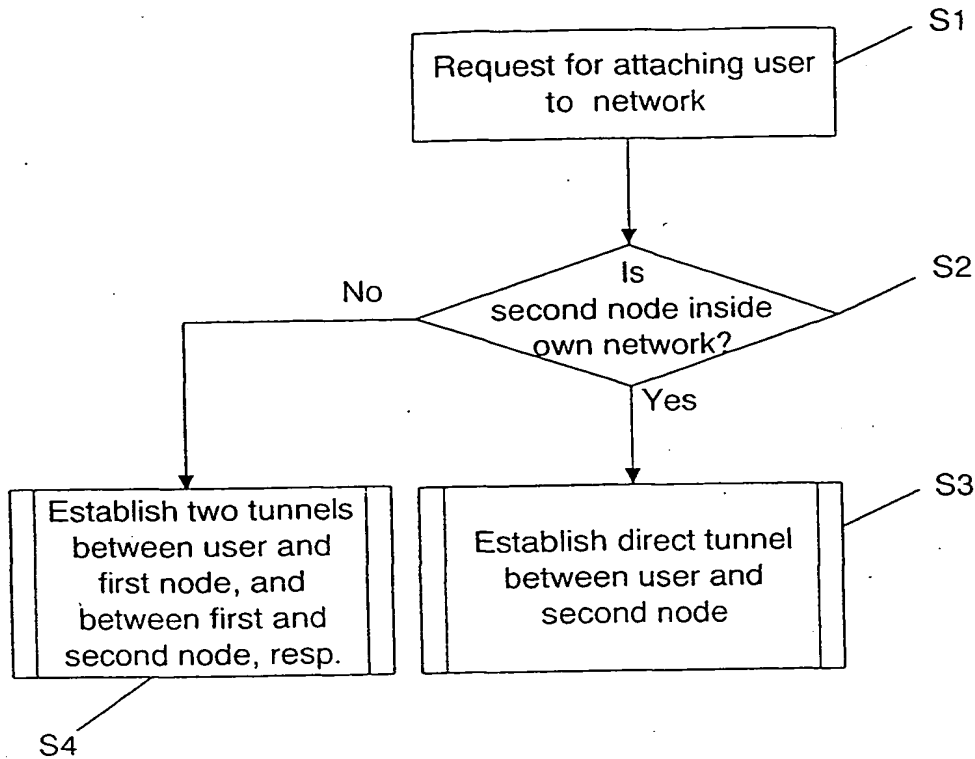 S1
Request for attaching user
to network
S2
Is
second node inside
own network?
No
Yes
S3
Establish two tunnels
between user and
first node, and
between first and
second node, resp.
Establish direct tunnel
between user and
second node
S4